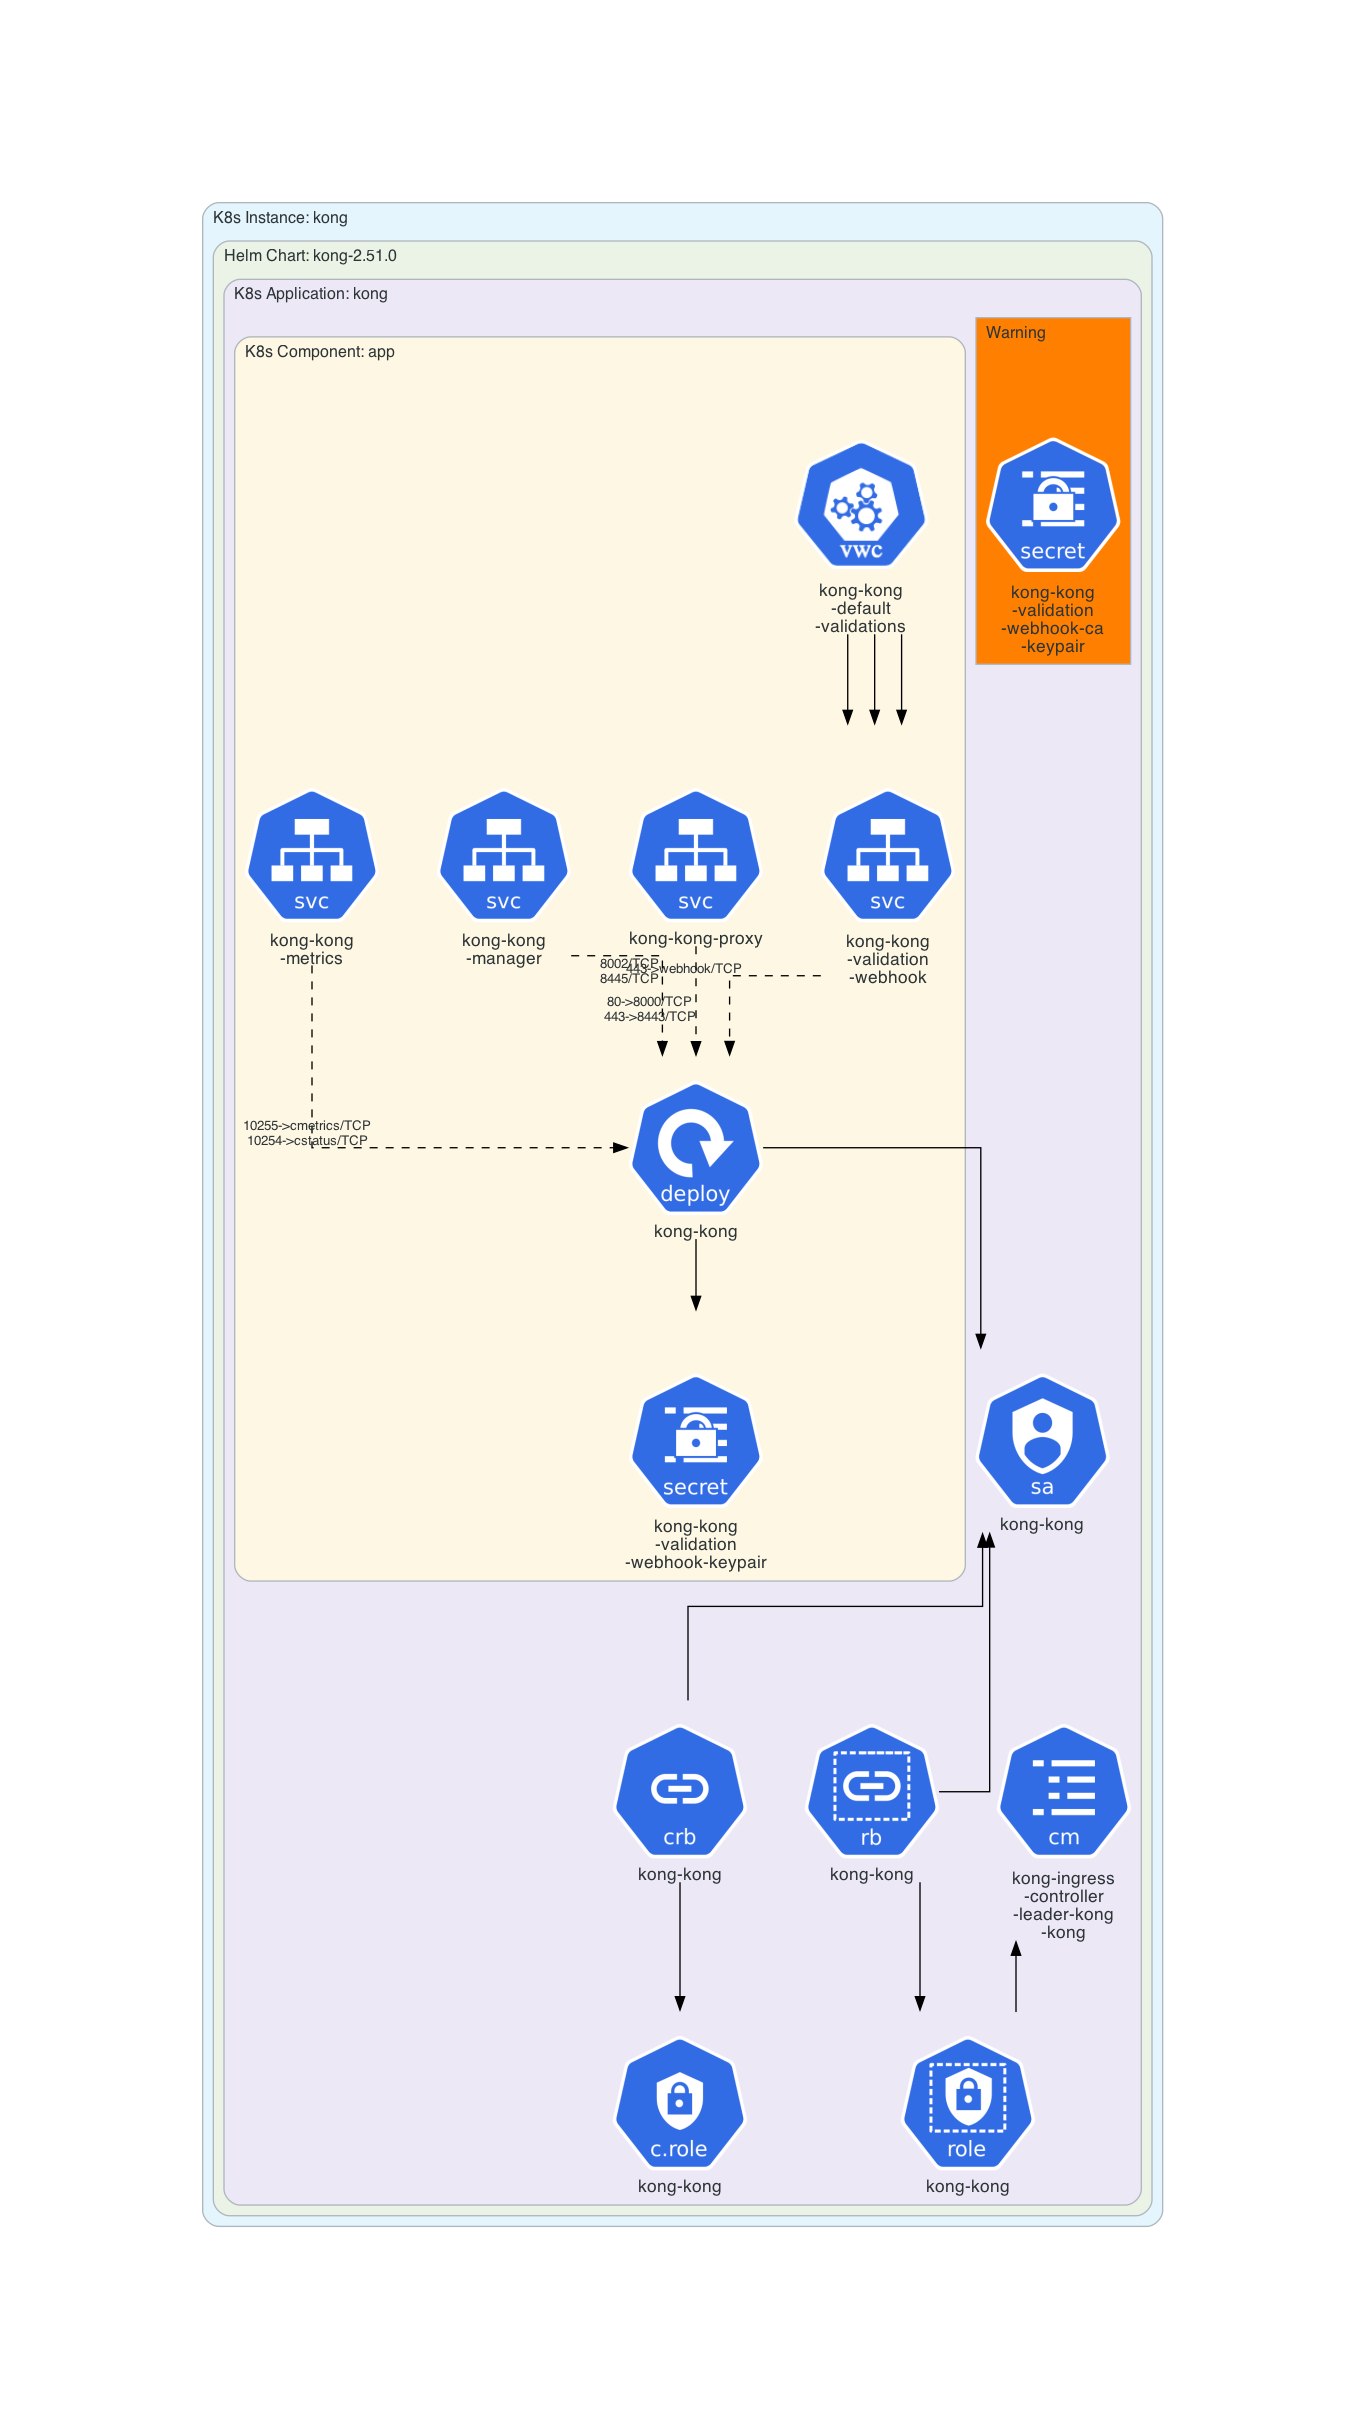 K8s Instance: kong
Helm Chart: kong-2.51.0
K8s Application: kong
K8s Component: app
Warning
VWC
kong-kong
-default
-validations
secret
kong-kong
-validation
-webhook-ca
-keypair
svc
kong-kong
-metrics
svc
kong-kong
-manager
svc
kong-kong-proxy
svc
kong-kong
-validation
-webhook
8002/TCP
8445/TCP
443->webhook/TCP
80->8000/TCP
443->8443/TCP
10255->cmetrics/TCP
10254->cstatus/TCP
deploy
kong-kong
secret
kong-kong
-validation
-webhook-keypair
sa
kong-kong
crb
kong-kong
rb
kong-kong
cm
kong-ingress
-controller
-leader-kong
-kong
c.role
kong-kong
role
kong-kong